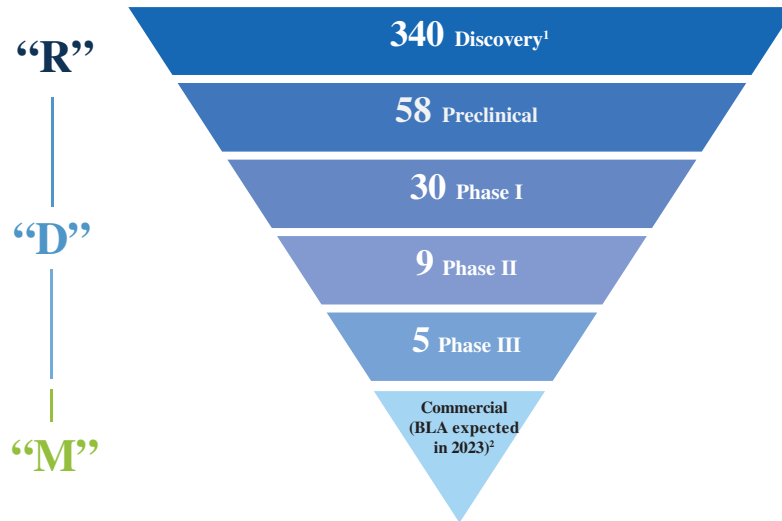 “R”
340 Discovery¹
58 Preclinical
30 Phase I
“D”
9 Phase II
5 Phase III
Commercial
(BLA expected
in 2023)²
“M”